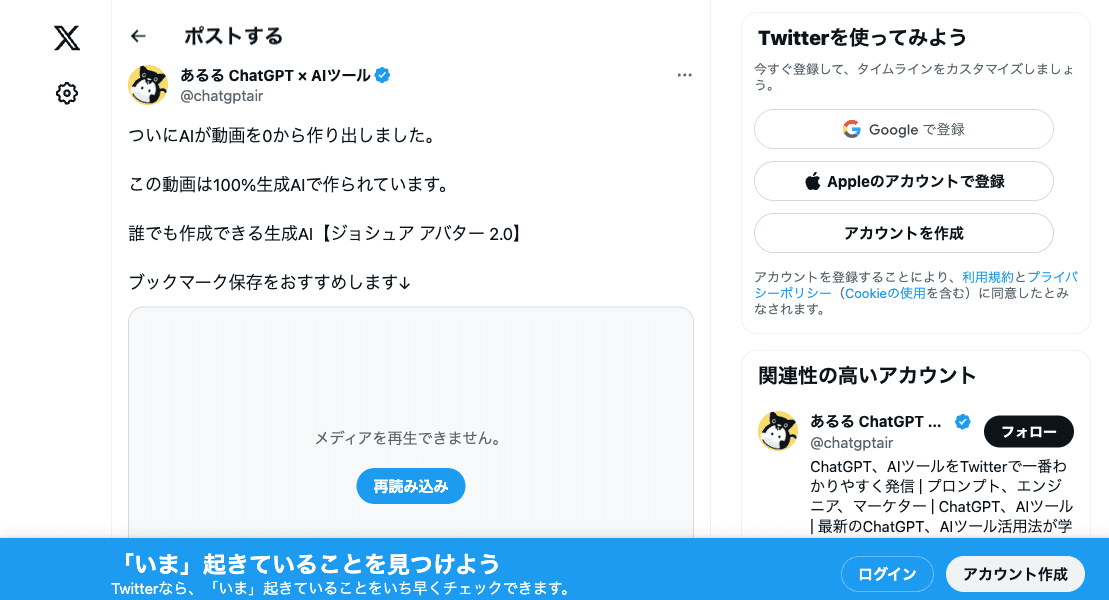 ポストする
あるる ChatGPT × AIツール
@chatgptair
ついにAIが動画を0から作り出しました。
この動画は100%生成AIで作られています。
誰でも作成できる生成AI【ジョシュア アバター 2.0】
ブックマーク保存をおすすめします↓
メディアを再生できません。
再読み込み
Twitterを使ってみよう
今すぐ登録して、タイムラインをカスタマイズしましょ
う。
Google で登録
Appleのアカウントで登録
アカウントを作成
アカウントを登録することにより、利用規約とプライバ
シーポリシー（Cookieの使用を含む）に同意したとみ
なされます。
関連性の高いアカウント
あるる ChatGPT ...
@chatgptair
フォロー
ChatGPT、AIツールをTwitterで一番わ
かりやすく発信 | プロンプト、エンジ
ニア、マーケター | ChatGPT、AIツール
| 最新のChatGPT、AIツール活用法が学
「いま」起きていることを見つけよう
Twitterなら、「いま」起きていることをいち早くチェックできます。
ログイン
アカウント作成